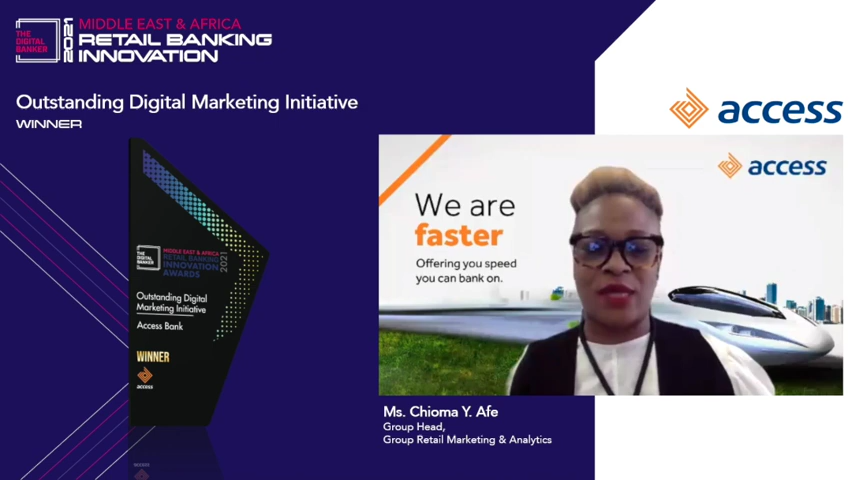 THE
DIGITAL
BANKER
2021
MIDDLE EAST & AFRICA
RETAIL BANKING
INNOVATION
Outstanding Digital Marketing Initiative
WINNER
access
access
We are
faster
Offering you speed
you can bank on.
THE
DIGITAL
BANKER
MIDDLE EAST & AFRICA
RETAIL BANKING
INNOVATION
AWARDS
2021
Outstanding Digital
Marketing Initiative
Access Bank
WINNER
access
Ms. Chioma Y. Afe
Group Head,
Group Retail Marketing & Analytics